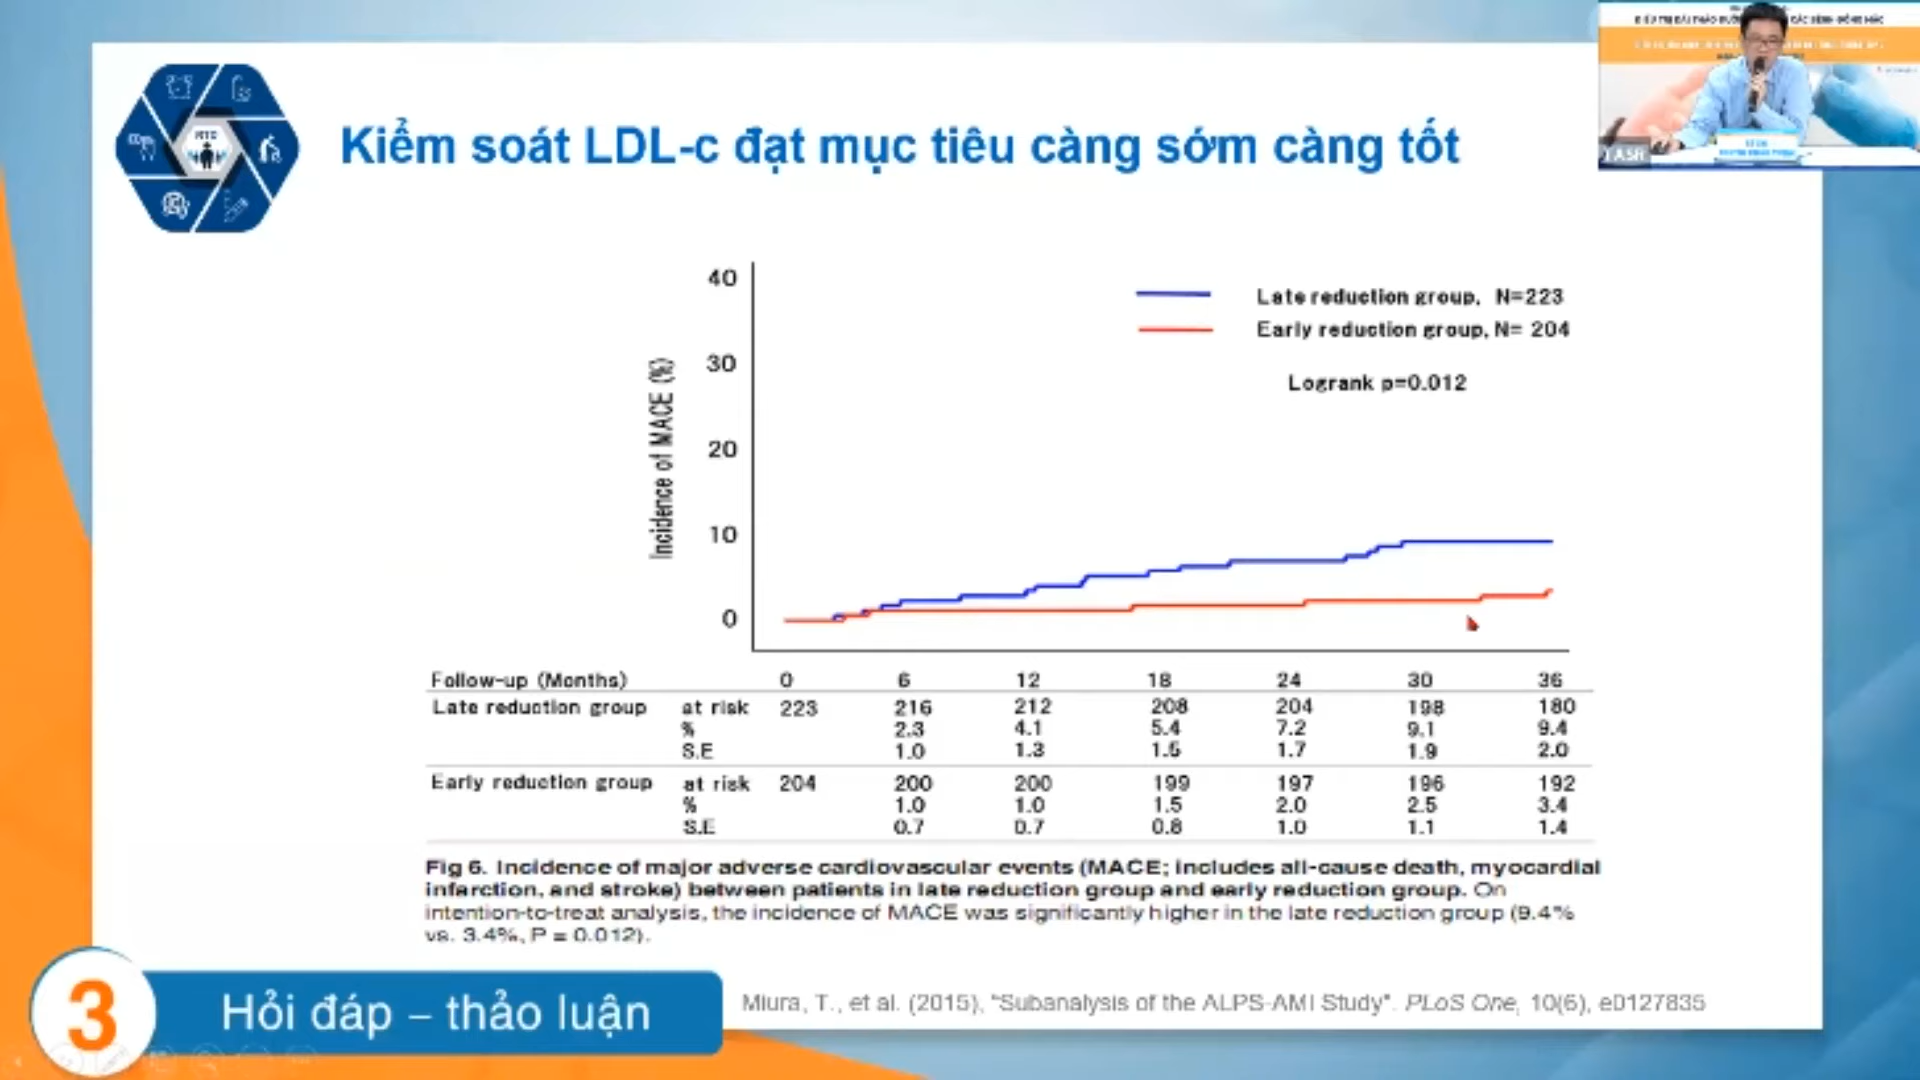 Kiểm soát LDL-c đạt mục tiêu càng sớm càng tốt
NTC
TASR
Incidence of MACE (%)
40
30
20
10
0
Late reduction group, N=223
Early reduction group, N= 204
Logrank p=0.012
Follow-up (Months) 0 6 12 18 24 30 36
Late reduction group at risk 223 216 212 208 204 198 180
% 2.3 4.1 5.4 7.2 9.1 9.4
S.E 1.0 1.3 1.5 1.7 1.9 2.0
Early reduction group at risk 204 200 200 199 197 196 192
% 1.0 1.0 1.5 2.0 2.5 3.4
S.E 0.7 0.7 0.8 1.0 1.1 1.4
Fig 6. Incidence of major adverse cardiovascular events (MACE; includes all-cause death, myocardial
infarction, and stroke) between patients in late reduction group and early reduction group. On
intention-to-treat analysis, the incidence of MACE was significantly higher in the late reduction group (9.4%
vs. 3.4%, P = 0.012).
3 Hỏi đáp – thảo luận
Miura, T., et al. (2015), "Subanalysis of the ALPS-AMI Study". PLoS One, 10(6), e0127835